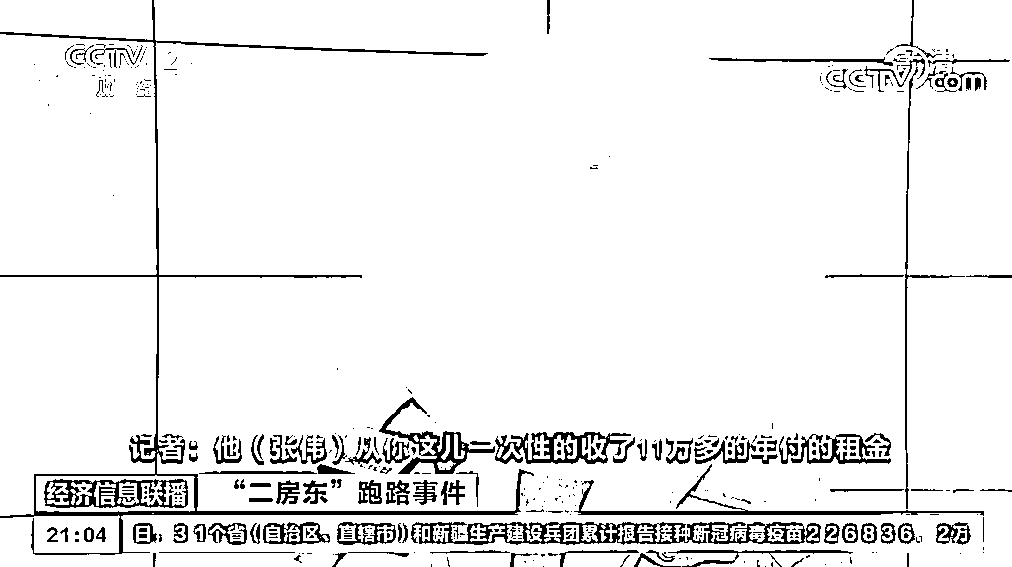 CCTV 2
财经
高清
CCTV.com
记者：他（张伟）从你这儿一次性的收了11万多的年付的租金
经济信息联播
“二房东”跑路事件
21:04
日，31个省（自治区、直辖市）和新疆生产建设兵团累计报告接种新冠病毒疫苗226836．2万